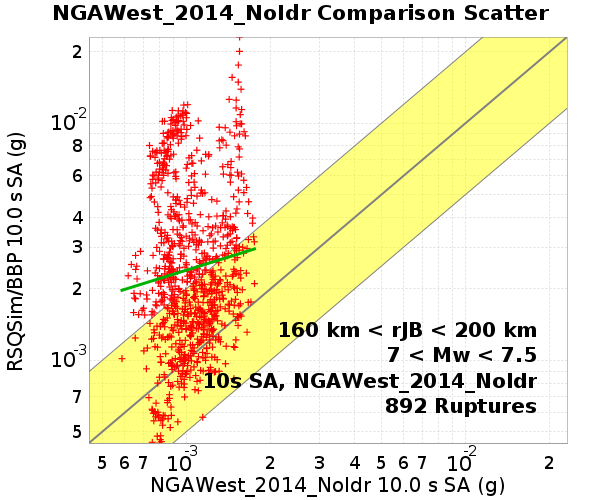 NGAWest_2014_NoIdr Comparison Scatter
RSQSim/BBP 10.0 s SA (g)
2
10-2
8
6
4
3
2
10-3
7
5
160 km < rJB < 200 km
7 < Mw < 7.5
10s SA, NGAWest_2014_NoIdr
892 Ruptures
5 6 7 10-3 2 3 4 5 6 7 10-2 2
NGAWest_2014_NoIdr 10.0 s SA (g)